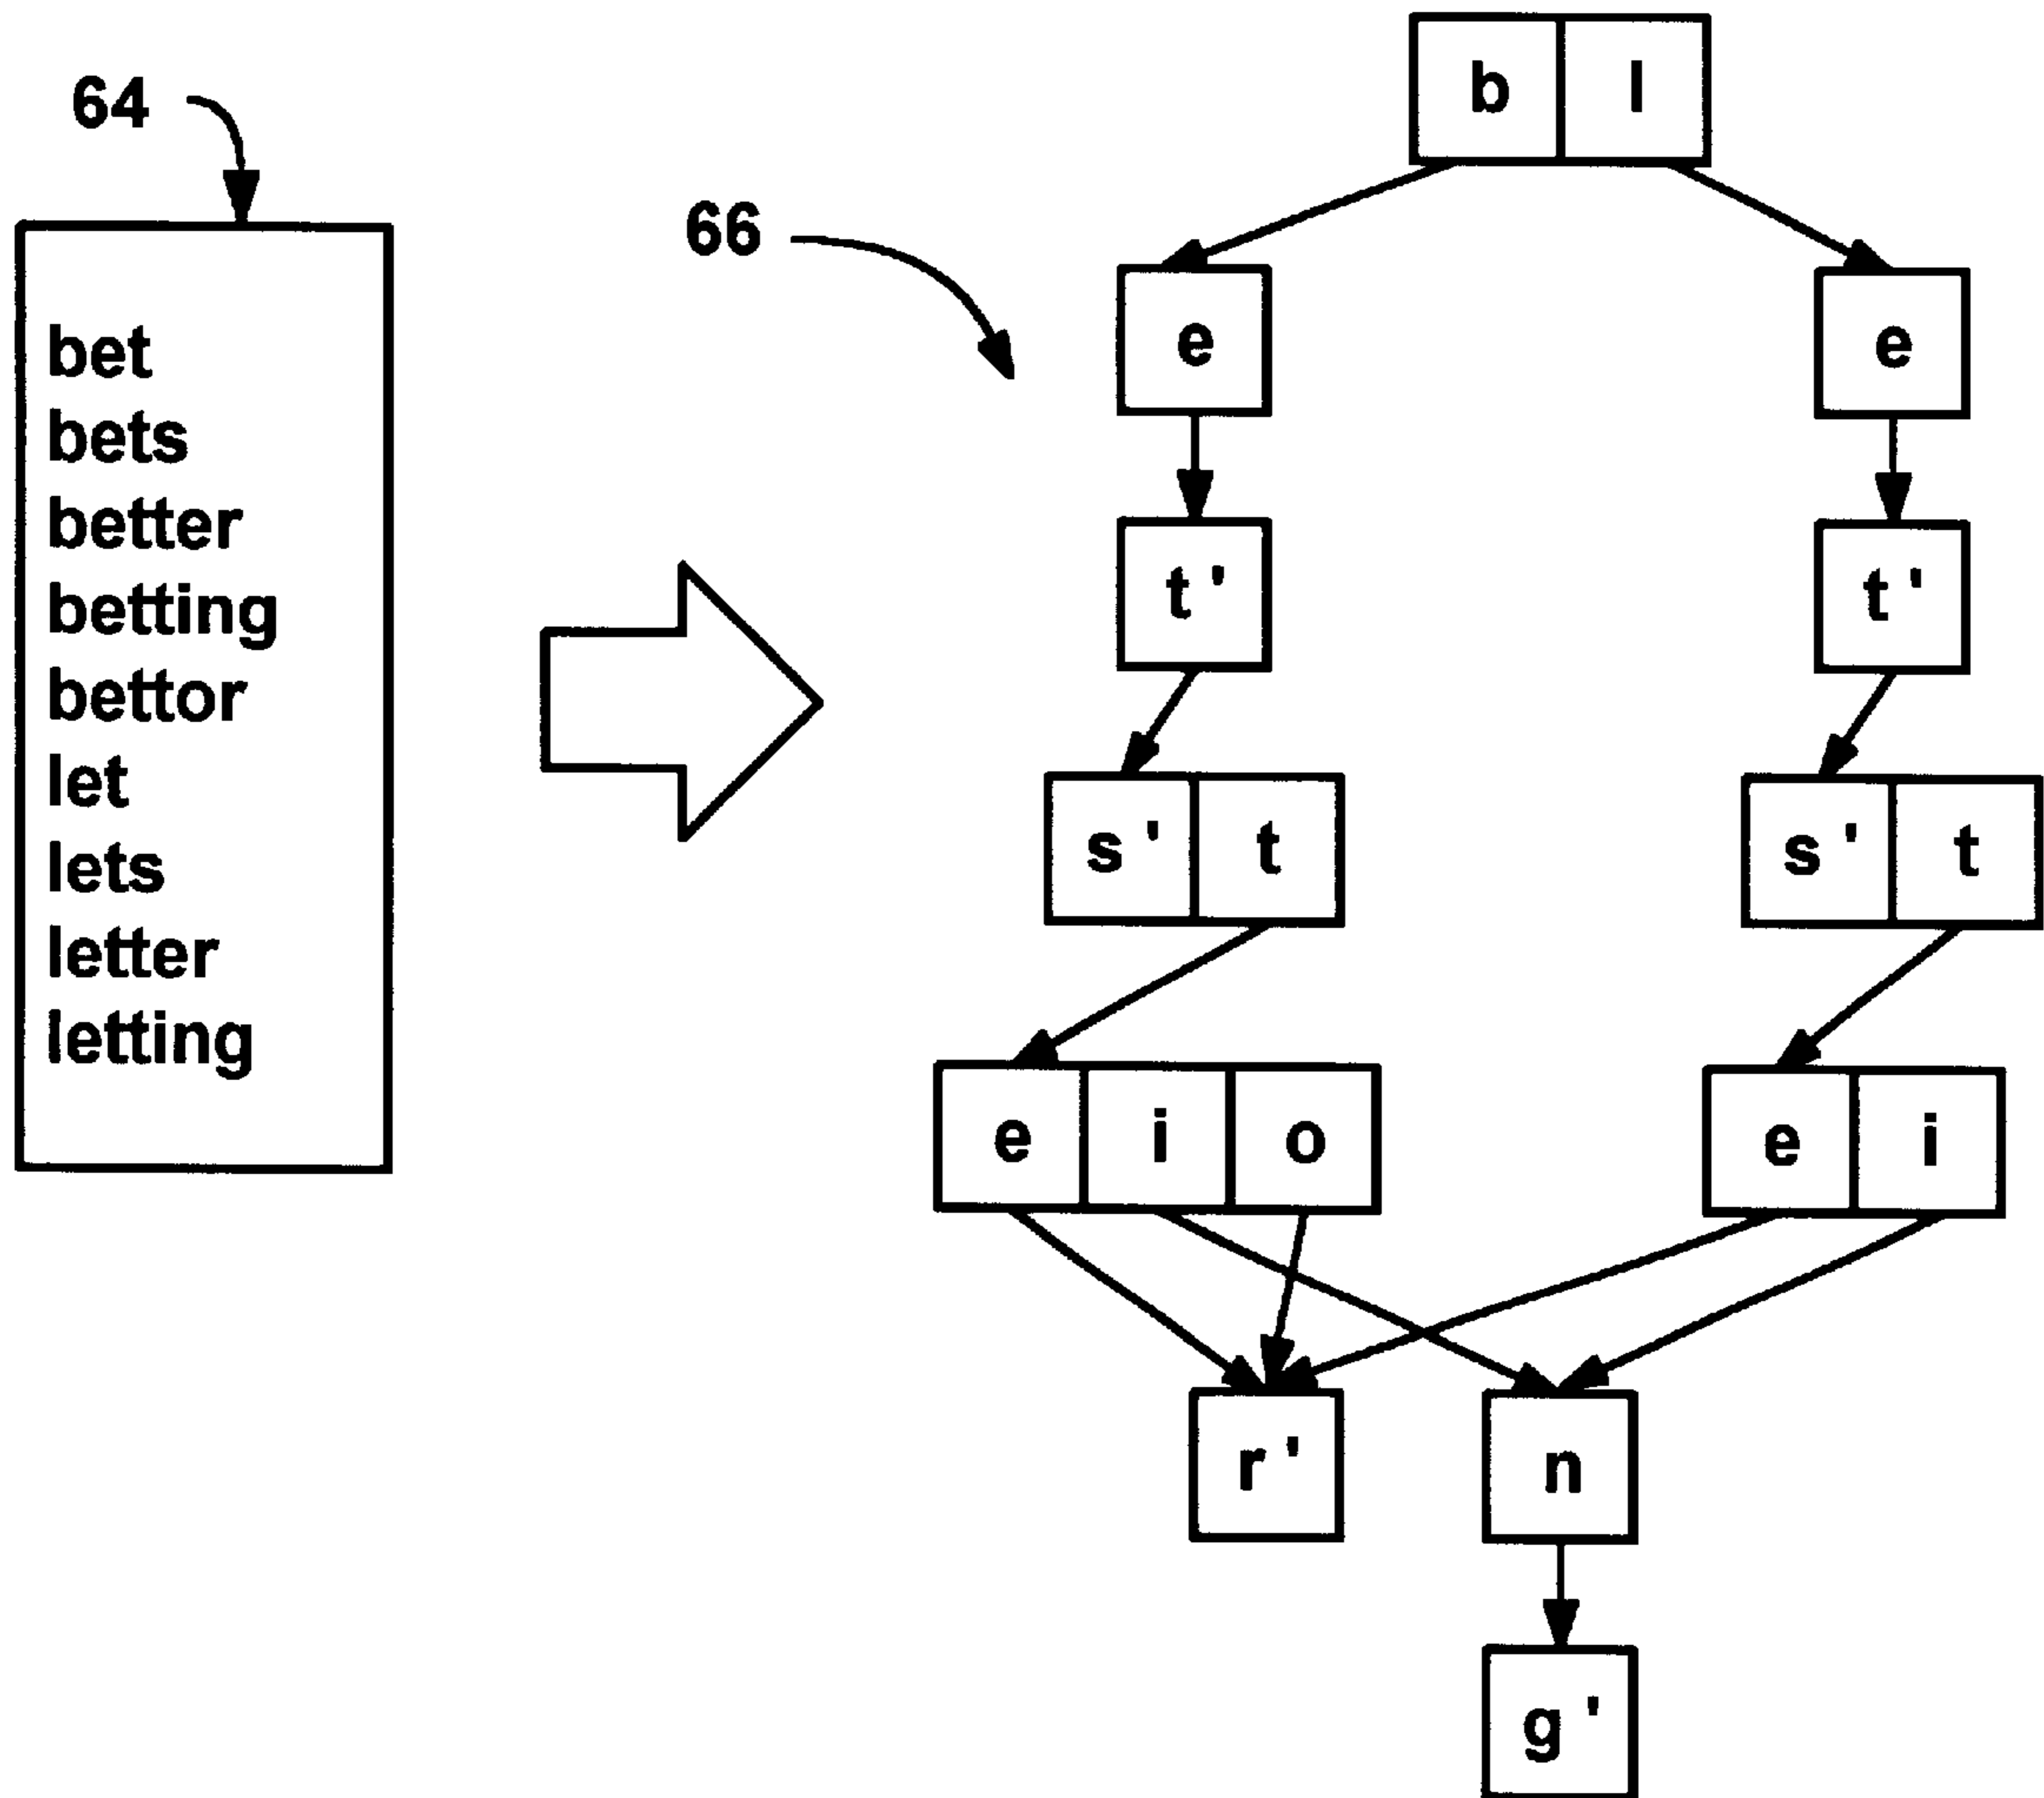 64
bet
bets
better
betting
bettor
let
lets
letter
letting
66
b l
e e
t ' t '
s ' t s ' t
e i o e i
r ' n
g '